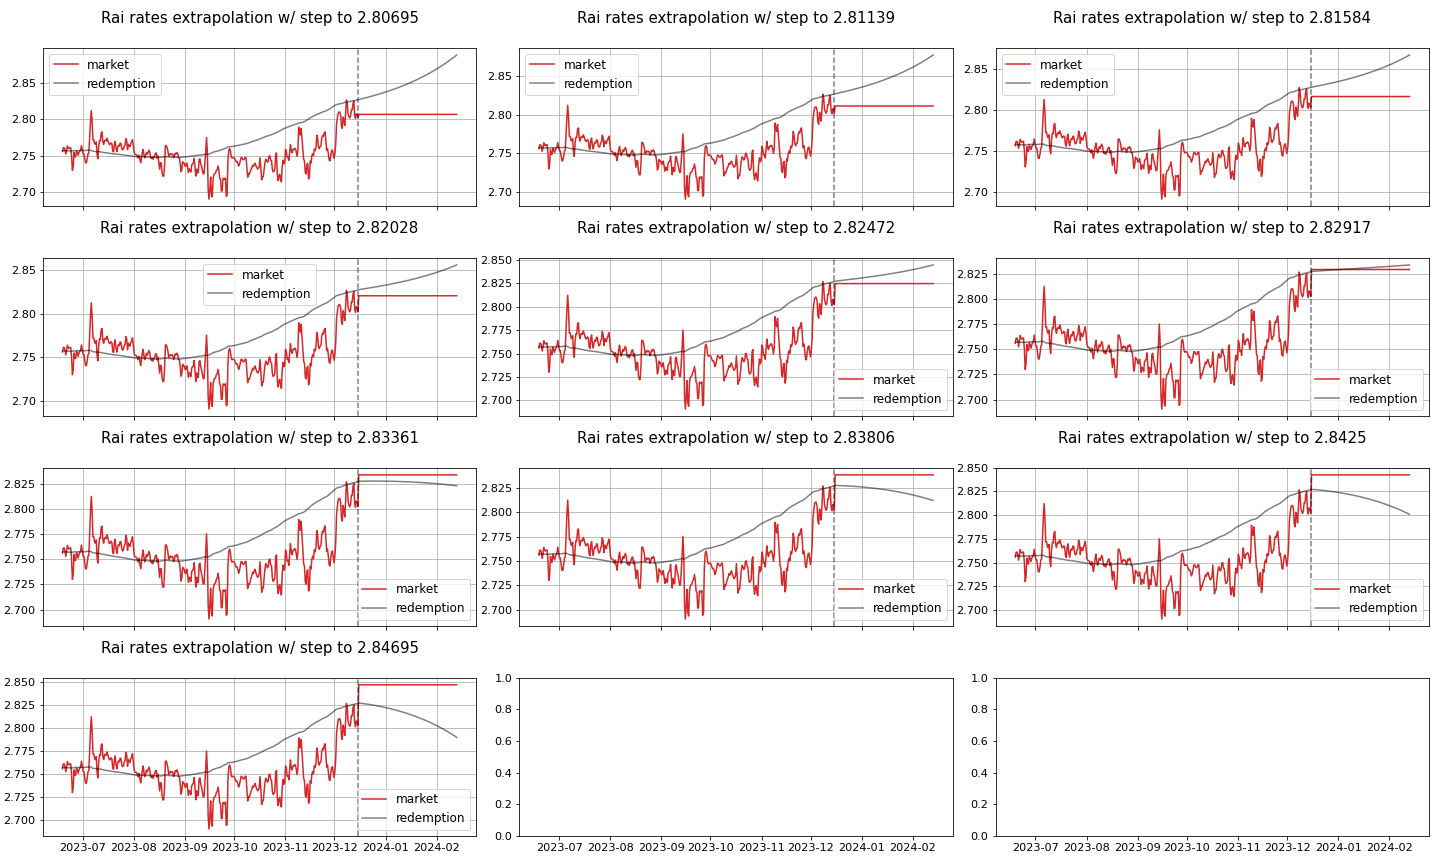 Rai rates extrapolation w/ step to 2.80695
Rai rates extrapolation w/ step to 2.81139
Rai rates extrapolation w/ step to 2.81584
market
redemption
market
redemption
market
redemption
2.85
2.80
2.75
2.70
2.85
2.80
2.75
2.70
2.85
2.80
2.75
2.70
Rai rates extrapolation w/ step to 2.82028
Rai rates extrapolation w/ step to 2.82472
Rai rates extrapolation w/ step to 2.82917
market
redemption
market
redemption
market
redemption
2.85
2.80
2.75
2.70
2.850
2.825
2.800
2.775
2.750
2.725
2.700
2.825
2.800
2.775
2.750
2.725
2.700
Rai rates extrapolation w/ step to 2.83361
Rai rates extrapolation w/ step to 2.83806
Rai rates extrapolation w/ step to 2.8425
market
redemption
market
redemption
market
redemption
2.825
2.800
2.775
2.750
2.725
2.700
2.825
2.800
2.775
2.750
2.725
2.700
2.850
2.825
2.800
2.775
2.750
2.725
2.700
Rai rates extrapolation w/ step to 2.84695
market
redemption
2.850
2.825
2.800
2.775
2.750
2.725
2.700
1.0
0.8
0.6
0.4
0.2
0.0
1.0
0.8
0.6
0.4
0.2
0.0
2023-07 2023-08 2023-09 2023-10 2023-11 2023-12 2024-01 2024-02
2023-07 2023-08 2023-09 2023-10 2023-11 2023-12 2024-01 2024-02
2023-07 2023-08 2023-09 2023-10 2023-11 2023-12 2024-01 2024-02